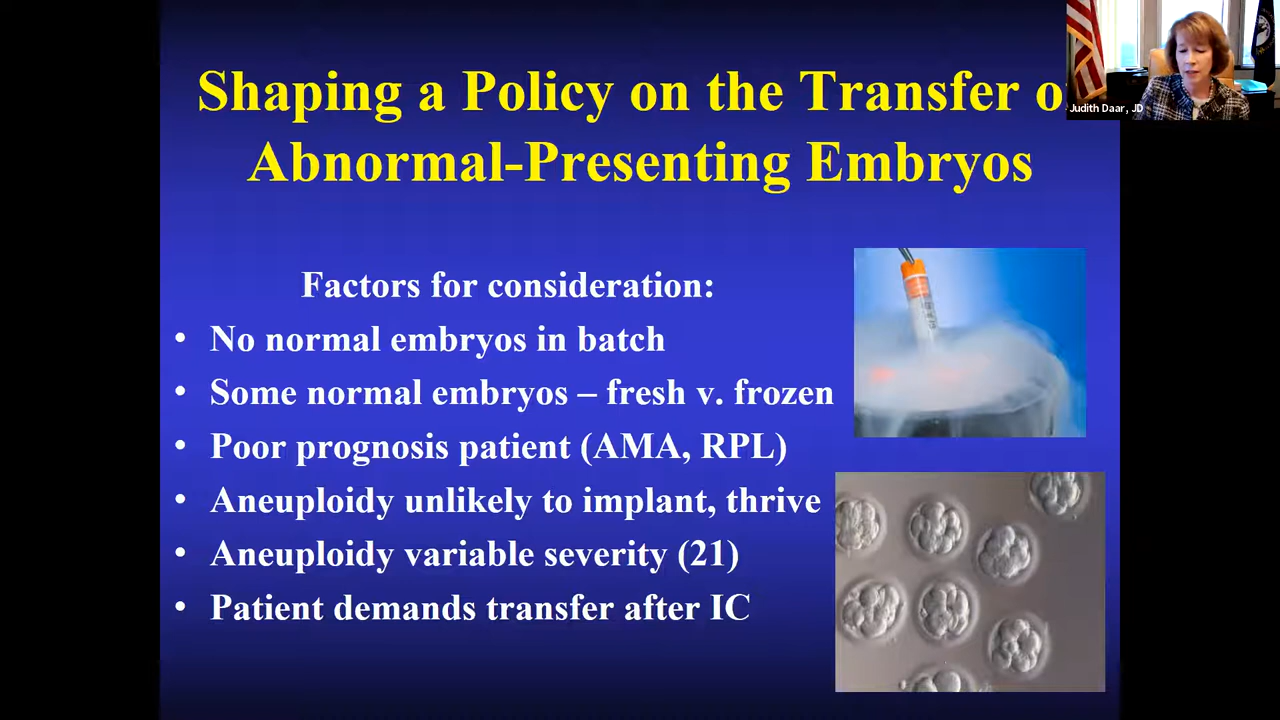 Shaping a Policy on the Transfer o
Abnormal-Presenting Embryos
Judith Daar, JD
Factors for consideration:
• No normal embryos in batch
• Some normal embryos – fresh v. frozen
• Poor prognosis patient (AMA, RPL)
• Aneuploidy unlikely to implant, thrive
• Aneuploidy variable severity (21)
• Patient demands transfer after IC